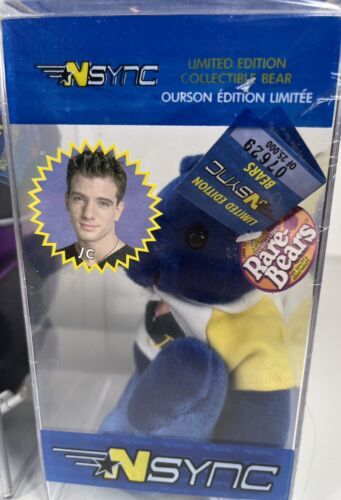 NSYNC
LIMITED EDITION
COLLECTIBLE BEAR
OURSON ÉDITION LIMITÉE
JC
LIMITED EDITION
NSYNC
BEARS
OF 25,000
Rare-
Bears
NSYNC